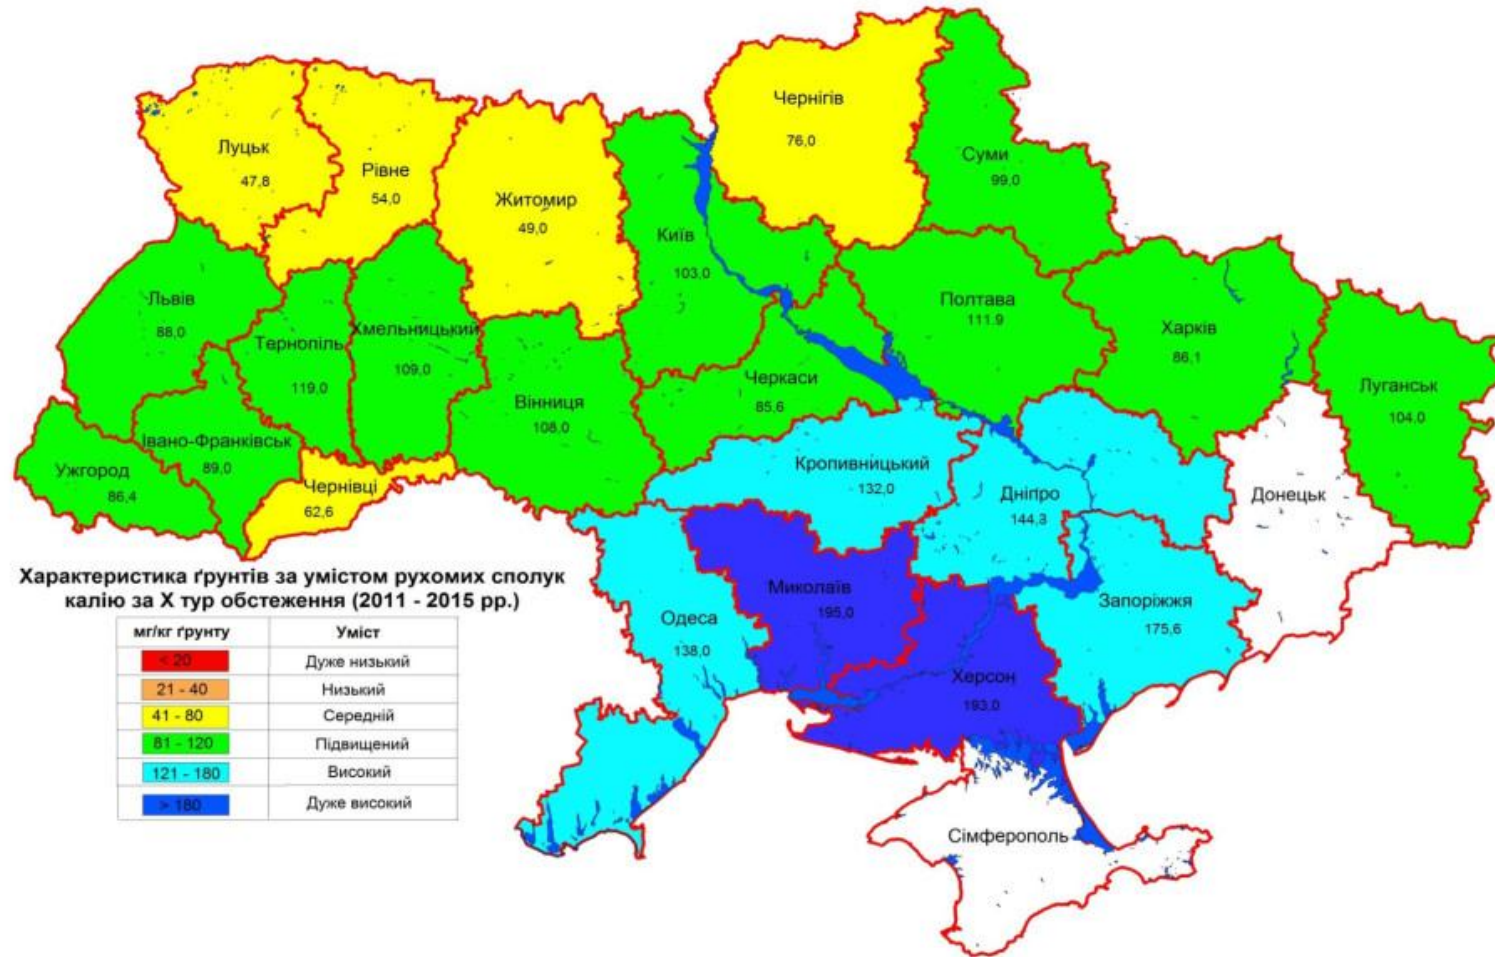 Чернігів
76,0
Суми
99,0
Луцьк
47,8
Рівне
54,0
Житомир
49,0
Київ
103,0
Львів
88,0
Тернопіль
119,0
Хмельницький
109,0
Полтава
111.9
Харків
86,1
Луганськ
104,0
Черкаси
85,6
Вінниця
108,0
Івано-Франківськ
89,0
Ужгород
86,4
Чернівці
62,6
Кропивницький
132,0
Дніпро
144,3
Донецьк
Миколаїв
195,0
Одеса
138,0
Запоріжжя
175,6
Херсон
193,0
Сімферополь
Характеристика ґрунтів за умістом рухомих сполук
калію за X тур обстеження (2011 - 2015 рр.)
мг/кг ґрунту Уміст
< 20 Дуже низький
21 - 40 Низький
41 - 80 Середній
81 - 120 Підвищений
121 - 180 Високий
> 180 Дуже високий